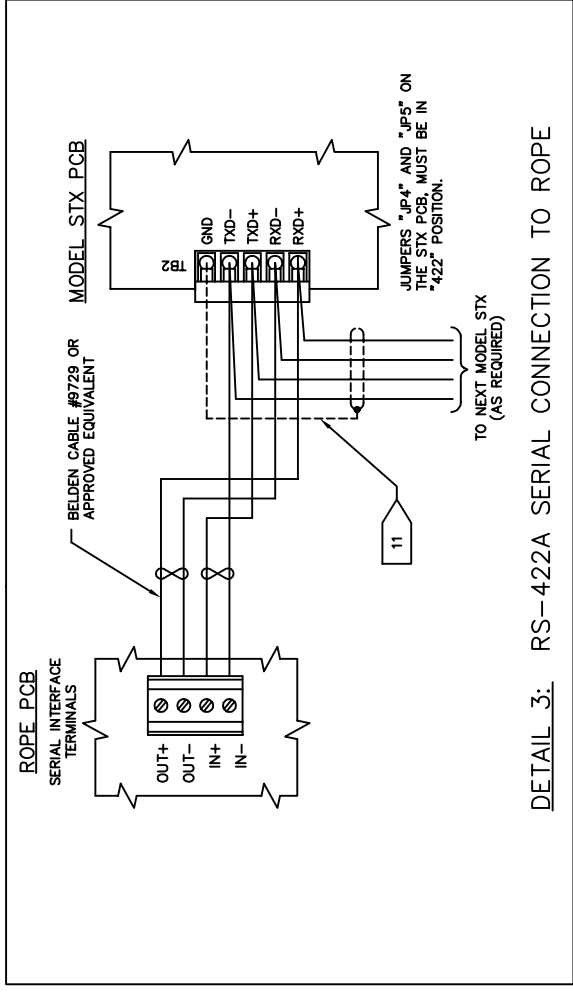 ROPE PCB
SERIAL INTERFACE
TERMINALS
OUT+
OUT-
IN+
IN-
BELDEN CABLE #9729 OR
APPROVED EQUIVALENT
MODEL STX PCB
TB2
GND
TXD-
TXD+
RXD-
RXD+
JUMPERS "JP4" AND "JP5" ON
THE STX PCB, MUST BE IN
"422" POSITION.
11
TO NEXT MODEL STX
(AS REQUIRED)
DETAIL 3: RS-422A SERIAL CONNECTION TO ROPE